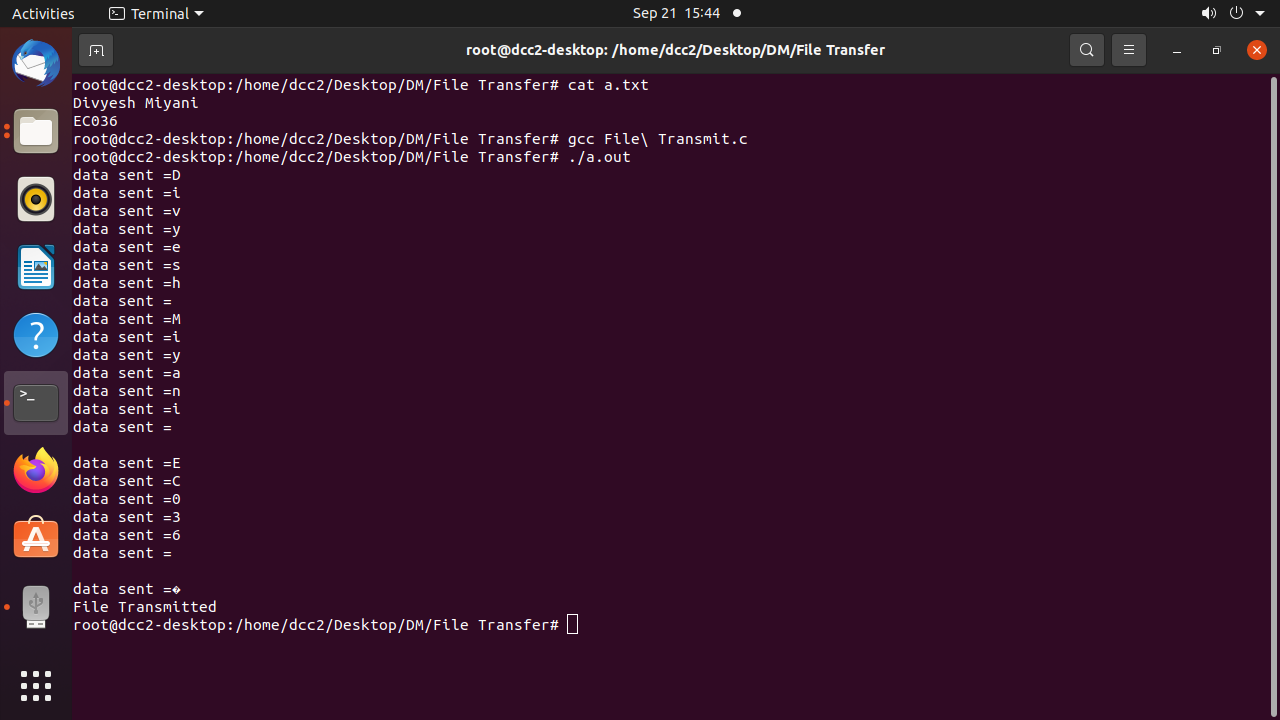 Activities
Terminal
Sep 21 15:44
root@dcc2-desktop: /home/dcc2/Desktop/DM/File Transfer
root@dcc2-desktop:/home/dcc2/Desktop/DM/File Transfer# cat a.txt
Divyesh Miyani
EC036
root@dcc2-desktop:/home/dcc2/Desktop/DM/File Transfer# gcc File\ Transmit.c
root@dcc2-desktop:/home/dcc2/Desktop/DM/File Transfer# ./a.out
data sent =D
data sent =i
data sent =v
data sent =y
data sent =e
data sent =s
data sent =h
data sent =
data sent =M
data sent =i
data sent =y
data sent =a
data sent =n
data sent =i
data sent =
data sent =E
data sent =C
data sent =0
data sent =3
data sent =6
data sent =
data sent =�
File Transmitted
root@dcc2-desktop:/home/dcc2/Desktop/DM/File Transfer#